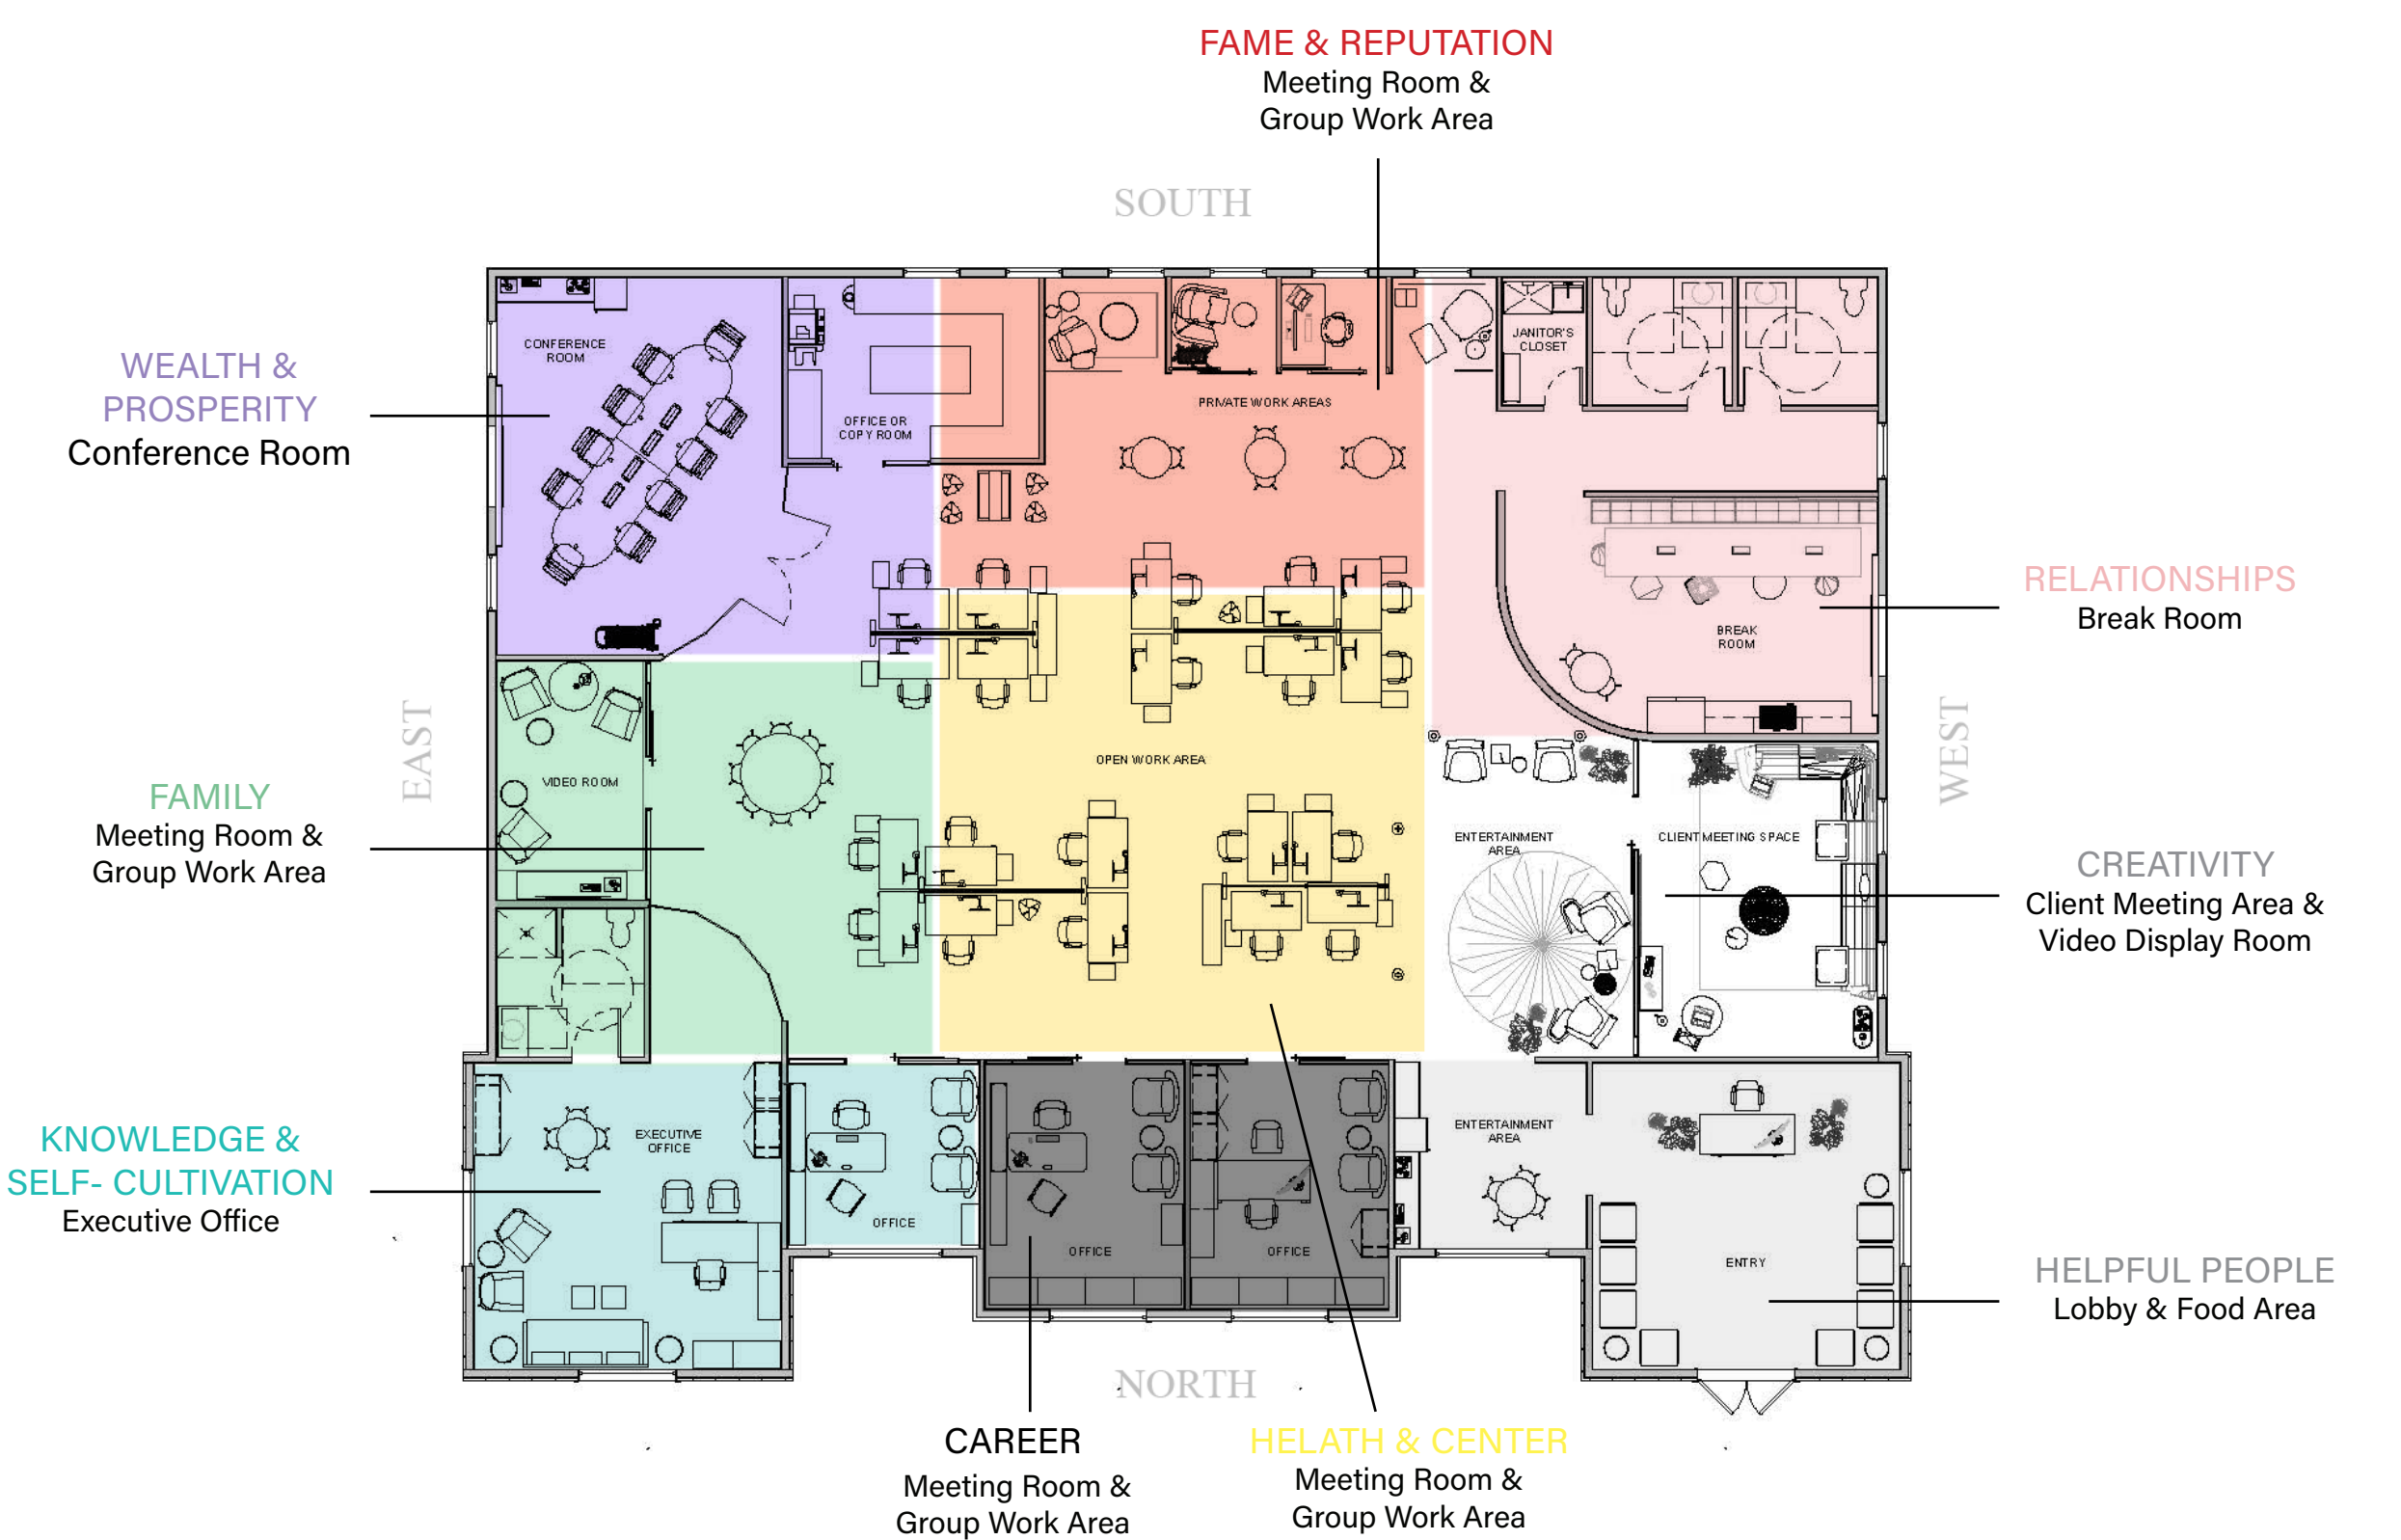 FAME & REPUTATION
Meeting Room &
Group Work Area
SOUTH
WEALTH &
PROSPERITY
Conference Room
CONFERENCE
ROOM
OFFICE OR
COPY ROOM
PRIVATE WORK AREAS
JANITOR'S
CLOSET
RELATIONSHIPS
Break Room
BREAK
ROOM
EAST
WEST
FAMILY
Meeting Room &
Group Work Area
VIDEO ROOM
OPEN WORK AREA
ENTERTAINMENT
AREA
CLIENT MEETING SPACE
CREATIVITY
Client Meeting Area &
Video Display Room
KNOWLEDGE &
SELF- CULTIVATION
Executive Office
EXECUTIVE
OFFICE
OFFICE
OFFICE
OFFICE
ENTERTAINMENT
AREA
ENTRY
HELPFUL PEOPLE
Lobby & Food Area
NORTH
CAREER
Meeting Room &
Group Work Area
HELATH & CENTER
Meeting Room &
Group Work Area